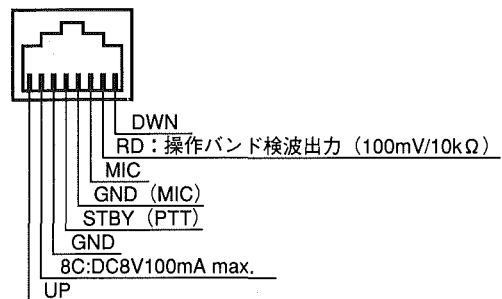 DWN
RD：操作バンド検波出力（100mV/10kΩ）
MIC
GND（MIC）
STBY（PTT）
GND
8C:DC8V100mA max.
UP